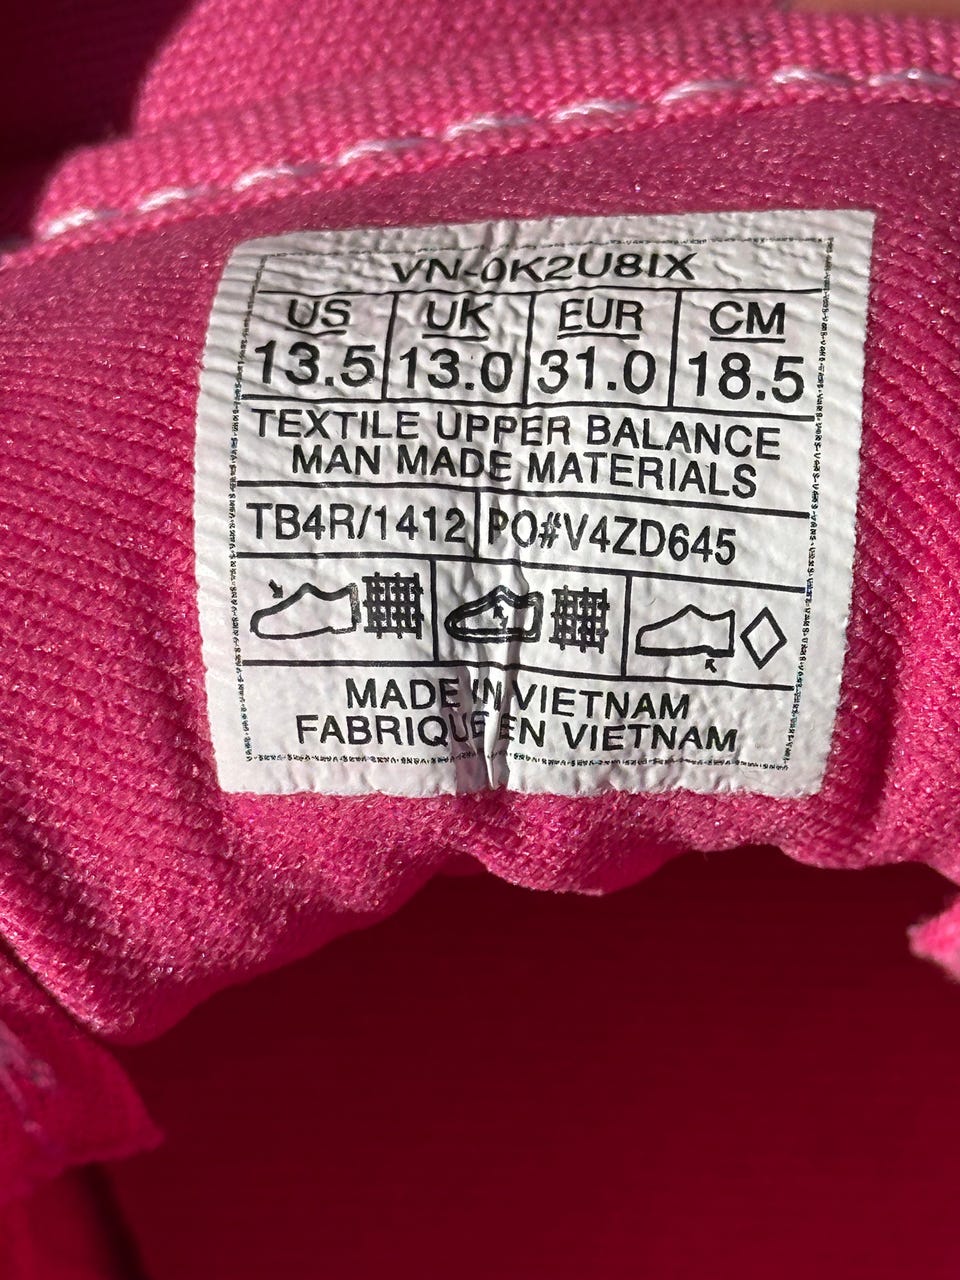 VN-0K2U8IX
US UK EUR CM
13.5 13.0 31.0 18.5
TEXTILE UPPER BALANCE
MAN MADE MATERIALS
TB4R/1412 PO#V4ZD645
MADE IN VIETNAM
FABRIQUE EN VIETNAM